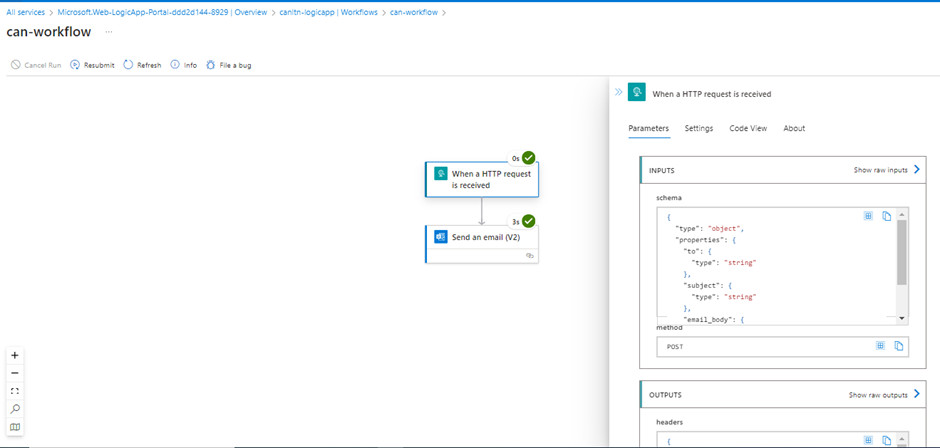 All services > Microsoft.Web-LogicApp-Portal-ddd2d144-8929 | Overview > canltn-logicapp | Workflows > can-workflow >
can-workflow ...
Cancel Run Resubmit Refresh Info File a bug
When a HTTP request is received
Parameters Settings Code View About
0s
When a HTTP request
is received
3s
Send an email (V2)
INPUTS Show raw inputs
schema
{
"type": "object",
"properties": {
"to": {
"type": "string"
},
"subject": {
"type": "string"
},
"email_body": {
method
POST
OUTPUTS Show raw outputs
headers
{